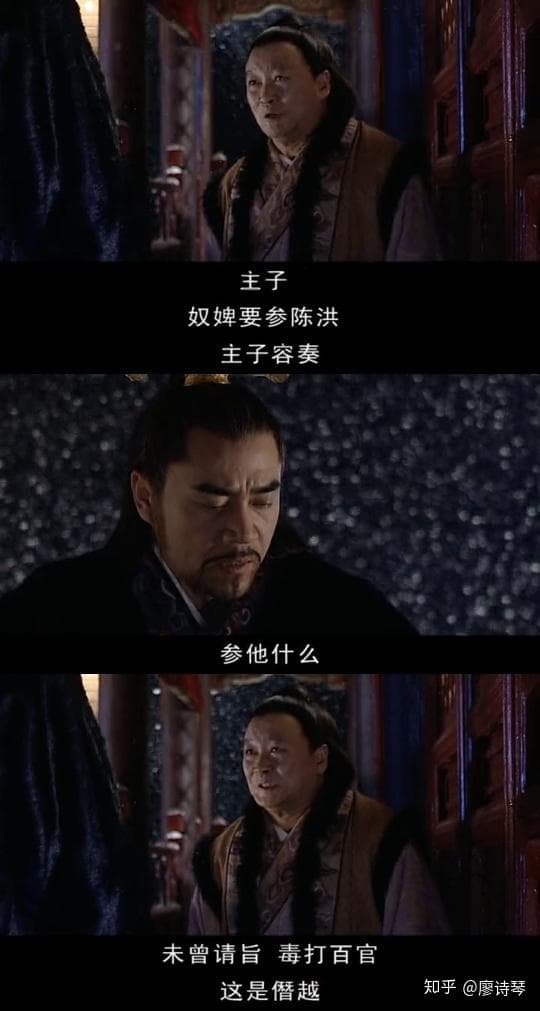 主子
奴婢要参陈洪
主子容奏
参他什么
未曾请旨 毒打百官
这是僭越
知乎 @廖诗琴